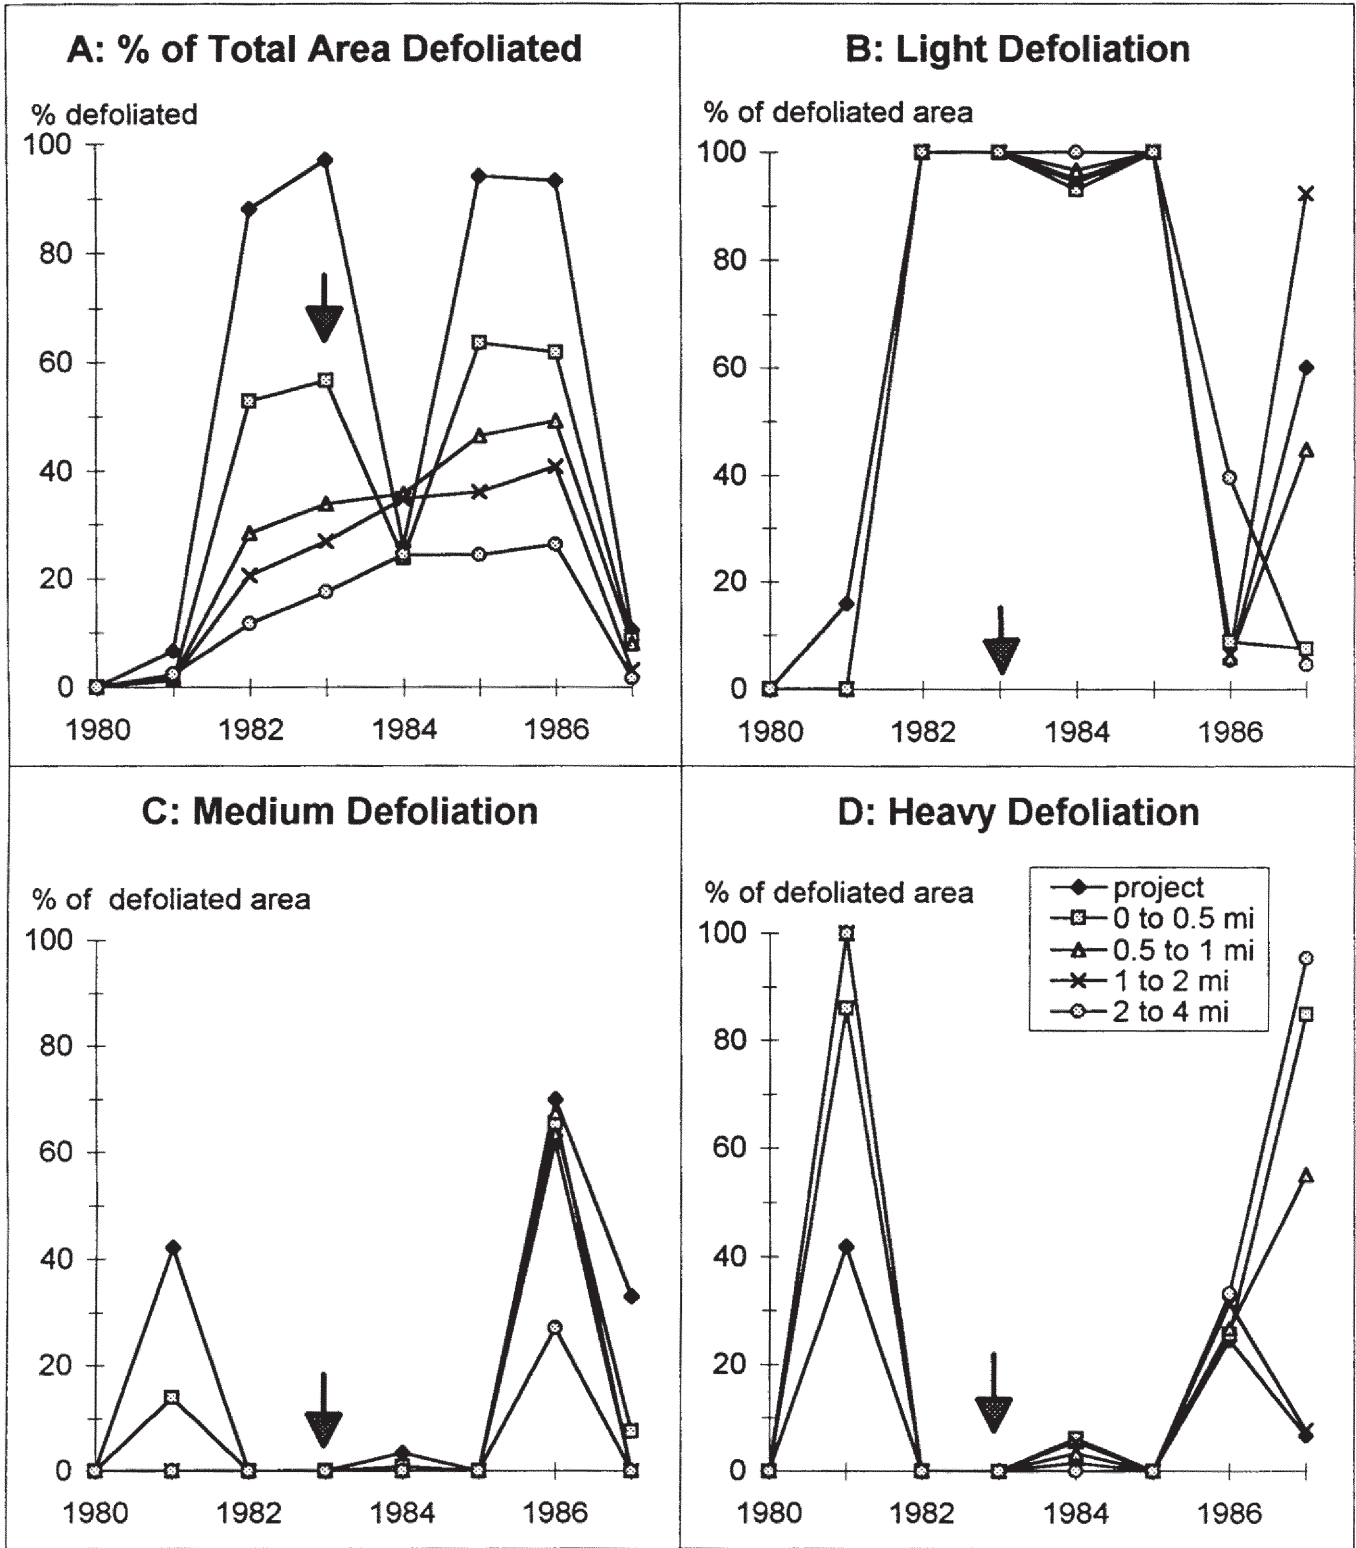 A: % of Total Area Defoliated
% defoliated
100
80
60
40
20
0
1980 1982 1984 1986
B: Light Defoliation
% of defoliated area
100
80
60
40
20
0
1980 1982 1984 1986
C: Medium Defoliation
% of defoliated area
100
80
60
40
20
0
1980 1982 1984 1986
D: Heavy Defoliation
% of defoliated area
project
0 to 0.5 mi
0.5 to 1 mi
1 to 2 mi
2 to 4 mi
100
80
60
40
20
0
1980 1982 1984 1986